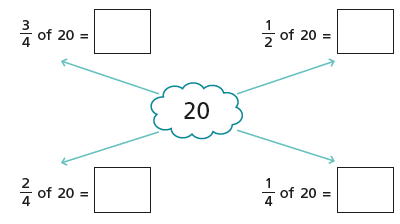 3/4 of 20 =
1/2 of 20 =
20
2/4 of 20 =
1/4 of 20 =